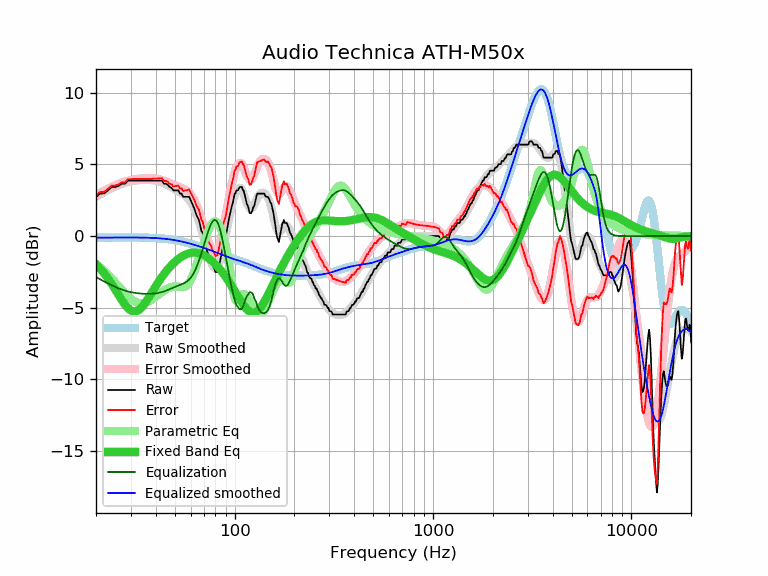 Audio Technica ATH-M50x
Amplitude (dBr)
10
5
0
−5
−10
−15
Target
Raw Smoothed
Error Smoothed
Raw
Error
Parametric Eq
Fixed Band Eq
Equalization
Equalized smoothed
100 1000 10000
Frequency (Hz)